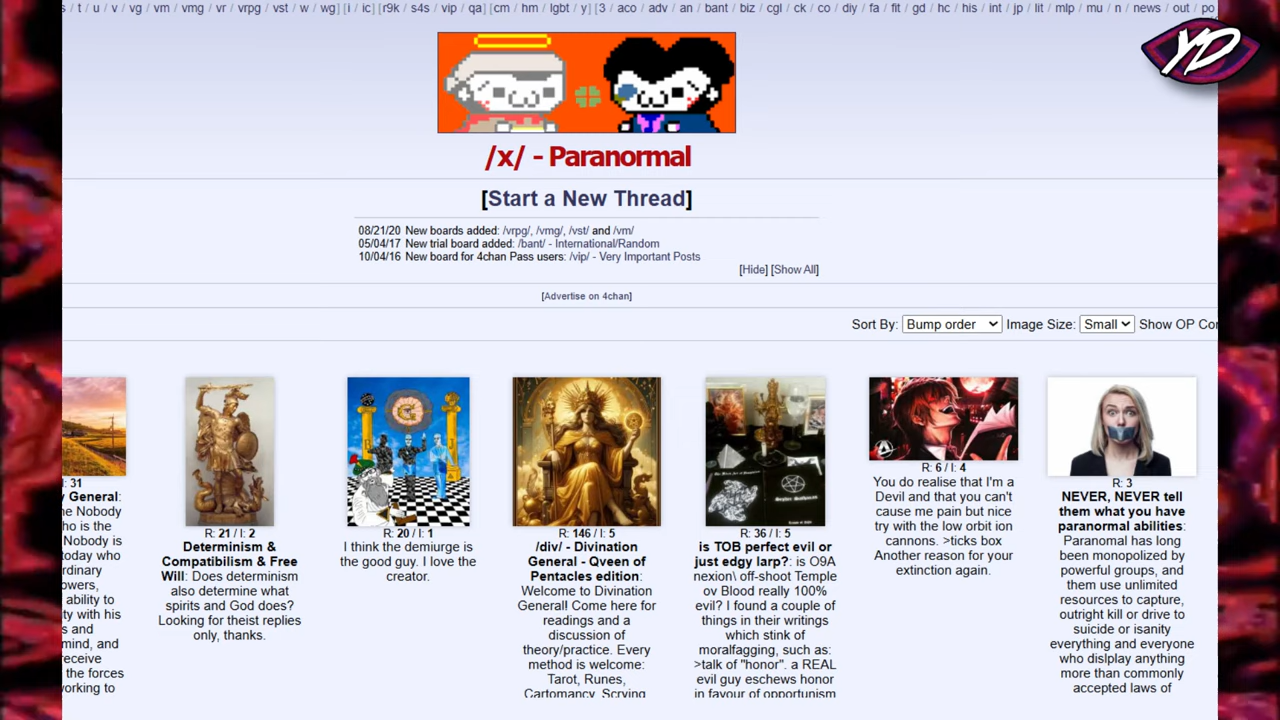 s / t / u / v / vg / vm / vmg / vr / vrpg / vst / w / wg] [i / ic] [r9k / s4s / vip / qa] [cm / hm / lgbt / y] [3 / aco / adv / an / bant / biz / cgl / ck / co / diy / fa / fit / gd / hc / his / int / jp / lit / mlp / mu / n / news / out / po
YD
/x/ - Paranormal
[Start a New Thread]
08/21/20 New boards added: /vrpg/, /vmg/, /vst/ and /vm/
05/04/17 New trial board added: /bant/ - International/Random
10/04/16 New board for 4chan Pass users: /vip/ - Very Important Posts
[Hide] [Show All]
[Advertise on 4chan]
Sort By: Bump order Image Size: Small Show OP Co
: 31
y General:
ne Nobody
ho is the
Nobody is
today who
rdinary
owers,
ability to
ty with his
s and
mind, and
receive
the forces
orking to
R: 21 / I: 2
Determinism &
Compatibilism & Free
Will: Does determinism
also determine what
spirits and God does?
Looking for theist replies
only, thanks.
G
J
R: 20 / I: 1
I think the demiurge is
the good guy. I love the
creator.
R: 146 / I: 5
/div/ - Divination
General - Qveen of
Pentacles edition:
Welcome to Divination
General! Come here for
readings and a
discussion of
theory/practice. Every
method is welcome:
Tarot, Runes,
Cartomancy, Scrying
R: 36 / I: 5
is TOB perfect evil or
just edgy larp?: is O9A
nexion\ off-shoot Temple
ov Blood really 100%
evil? I found a couple of
things in their writings
which stink of
moralfagging, such as:
>talk of "honor". a REAL
evil guy eschews honor
in favour of opportunism
R: 6 / I: 4
You do realise that I'm a
Devil and that you can't
cause me pain but nice
try with the low orbit ion
cannons. >ticks box
Another reason for your
extinction again.
R: 3
NEVER, NEVER tell
them what you have
paranormal abilities:
Paranormal has long
been monopolized by
powerful groups, and
them use unlimited
resources to capture,
outright kill or drive to
suicide or isanity
everything and everyone
who dislplay anything
more than commonly
accepted laws of